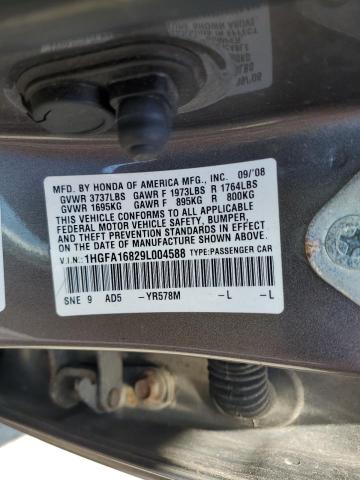 MFD. BY HONDA OF AMERICA MFG., INC. 09/'08
GVWR 3737LBS GAWR F 1973LBS R 1764LBS
GVWR 1695KG GAWR F 895KG R 800KG
THIS VEHICLE CONFORMS TO ALL APPLICABLE
FEDERAL MOTOR VEHICLE SAFETY, BUMPER,
AND THEFT PREVENTION STANDARDS IN EFFECT
ON THE DATE OF MANUFACTURE SHOWN ABOVE.
V.I.N.: 1HGFA16829L004588 TYPE:PASSENGER CAR
SNE 9 AD5 -YR578M -L -L